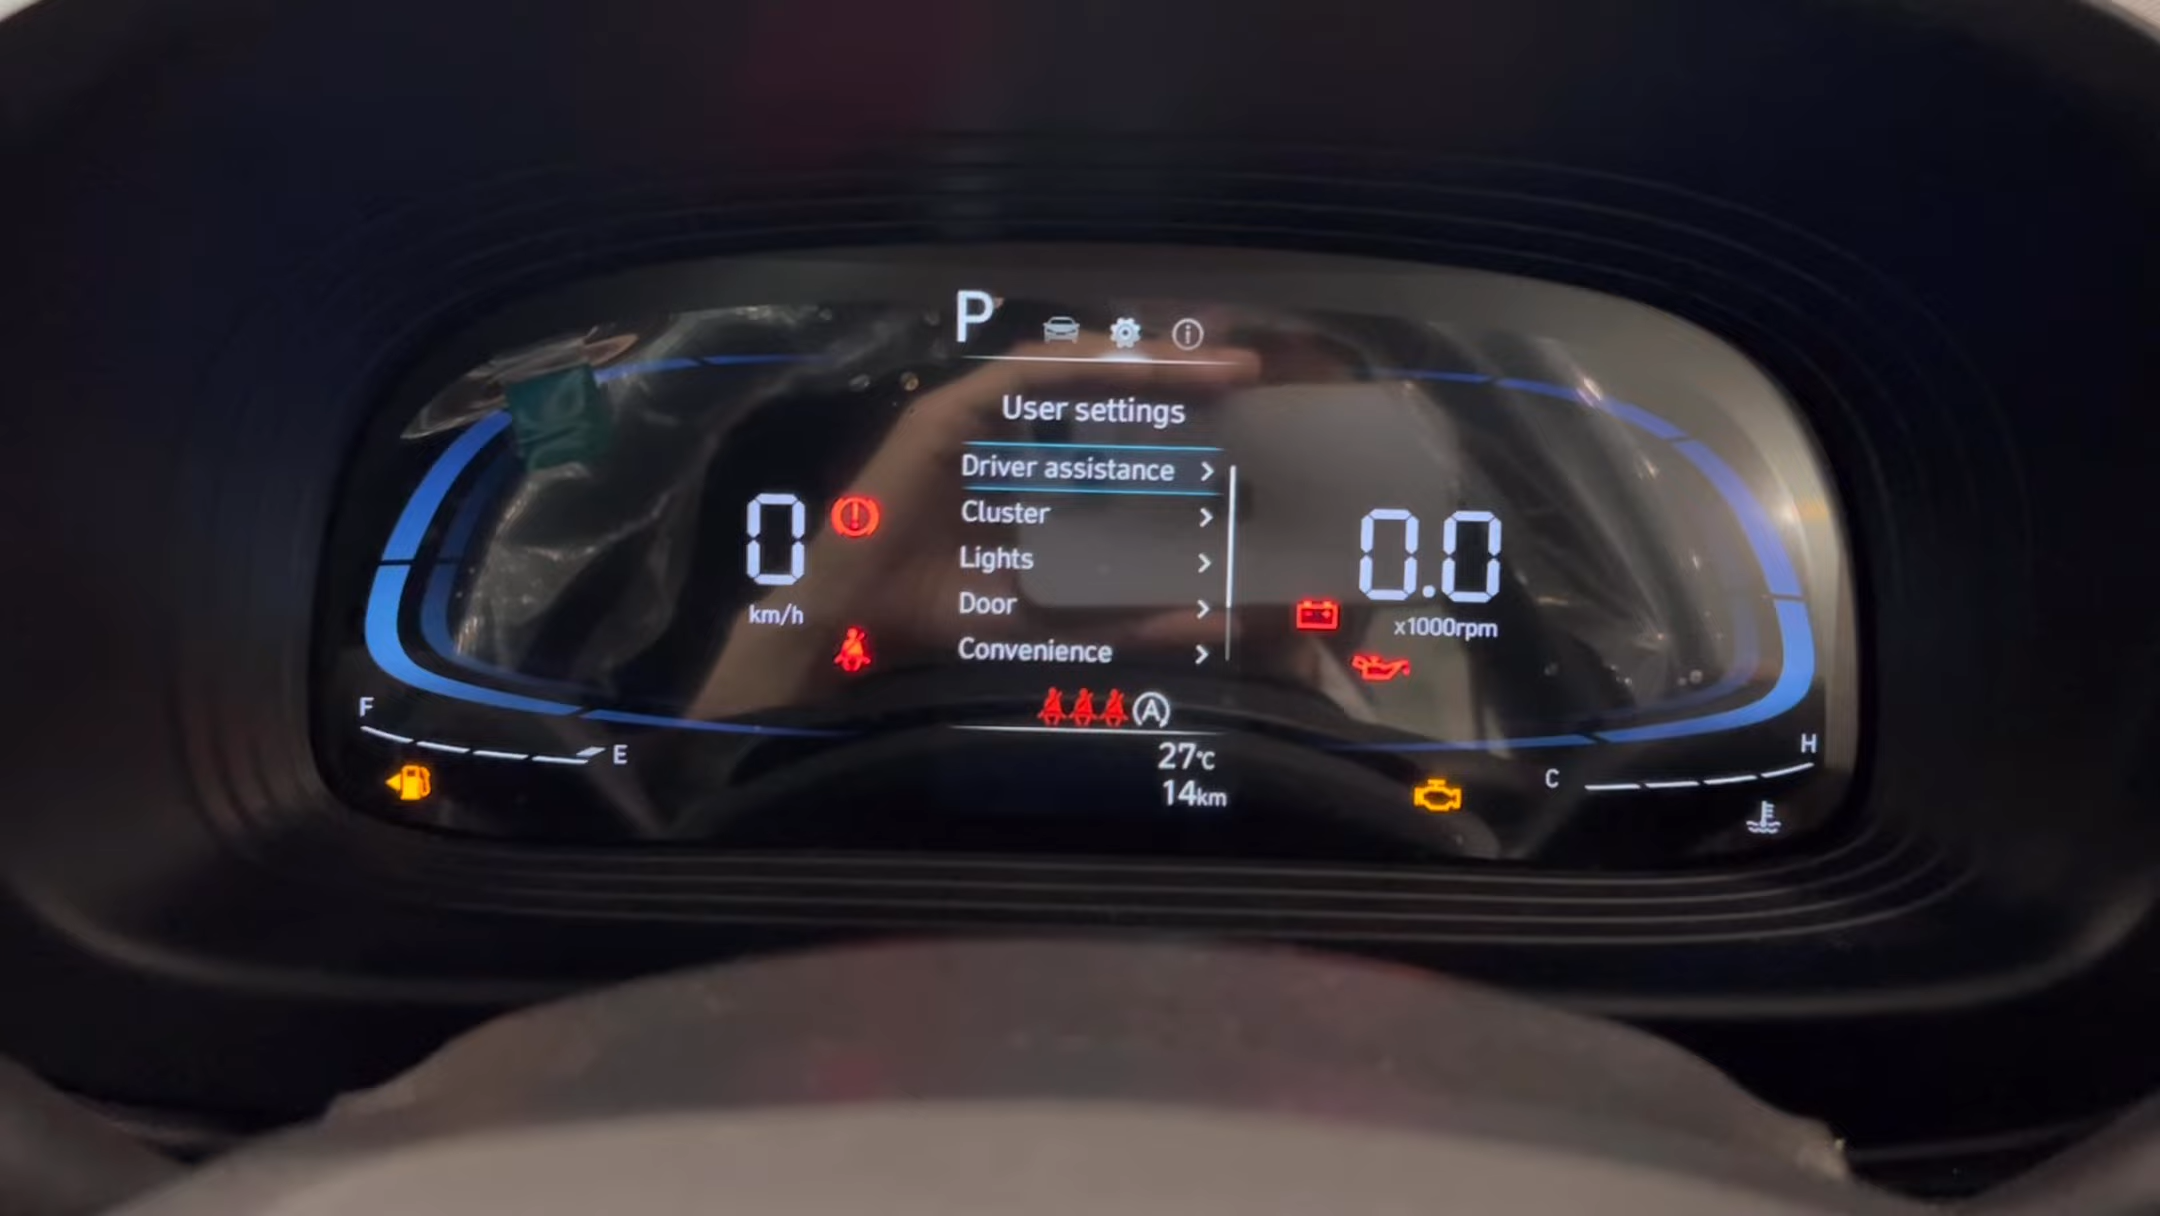 P
User settings
Driver assistance
Cluster
Lights
Door
Convenience
0
km/h
0.0
x1000rpm
A
F
E
27°C
14km
C
H